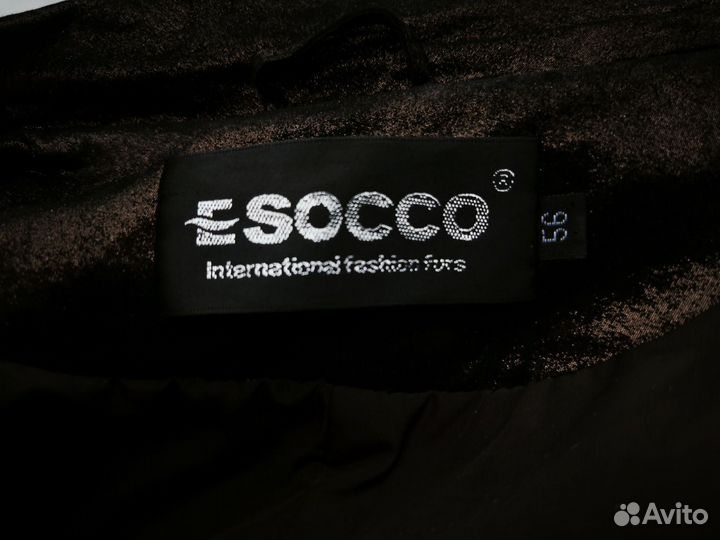 ESOCCO®
International fashion furs
56
Avito